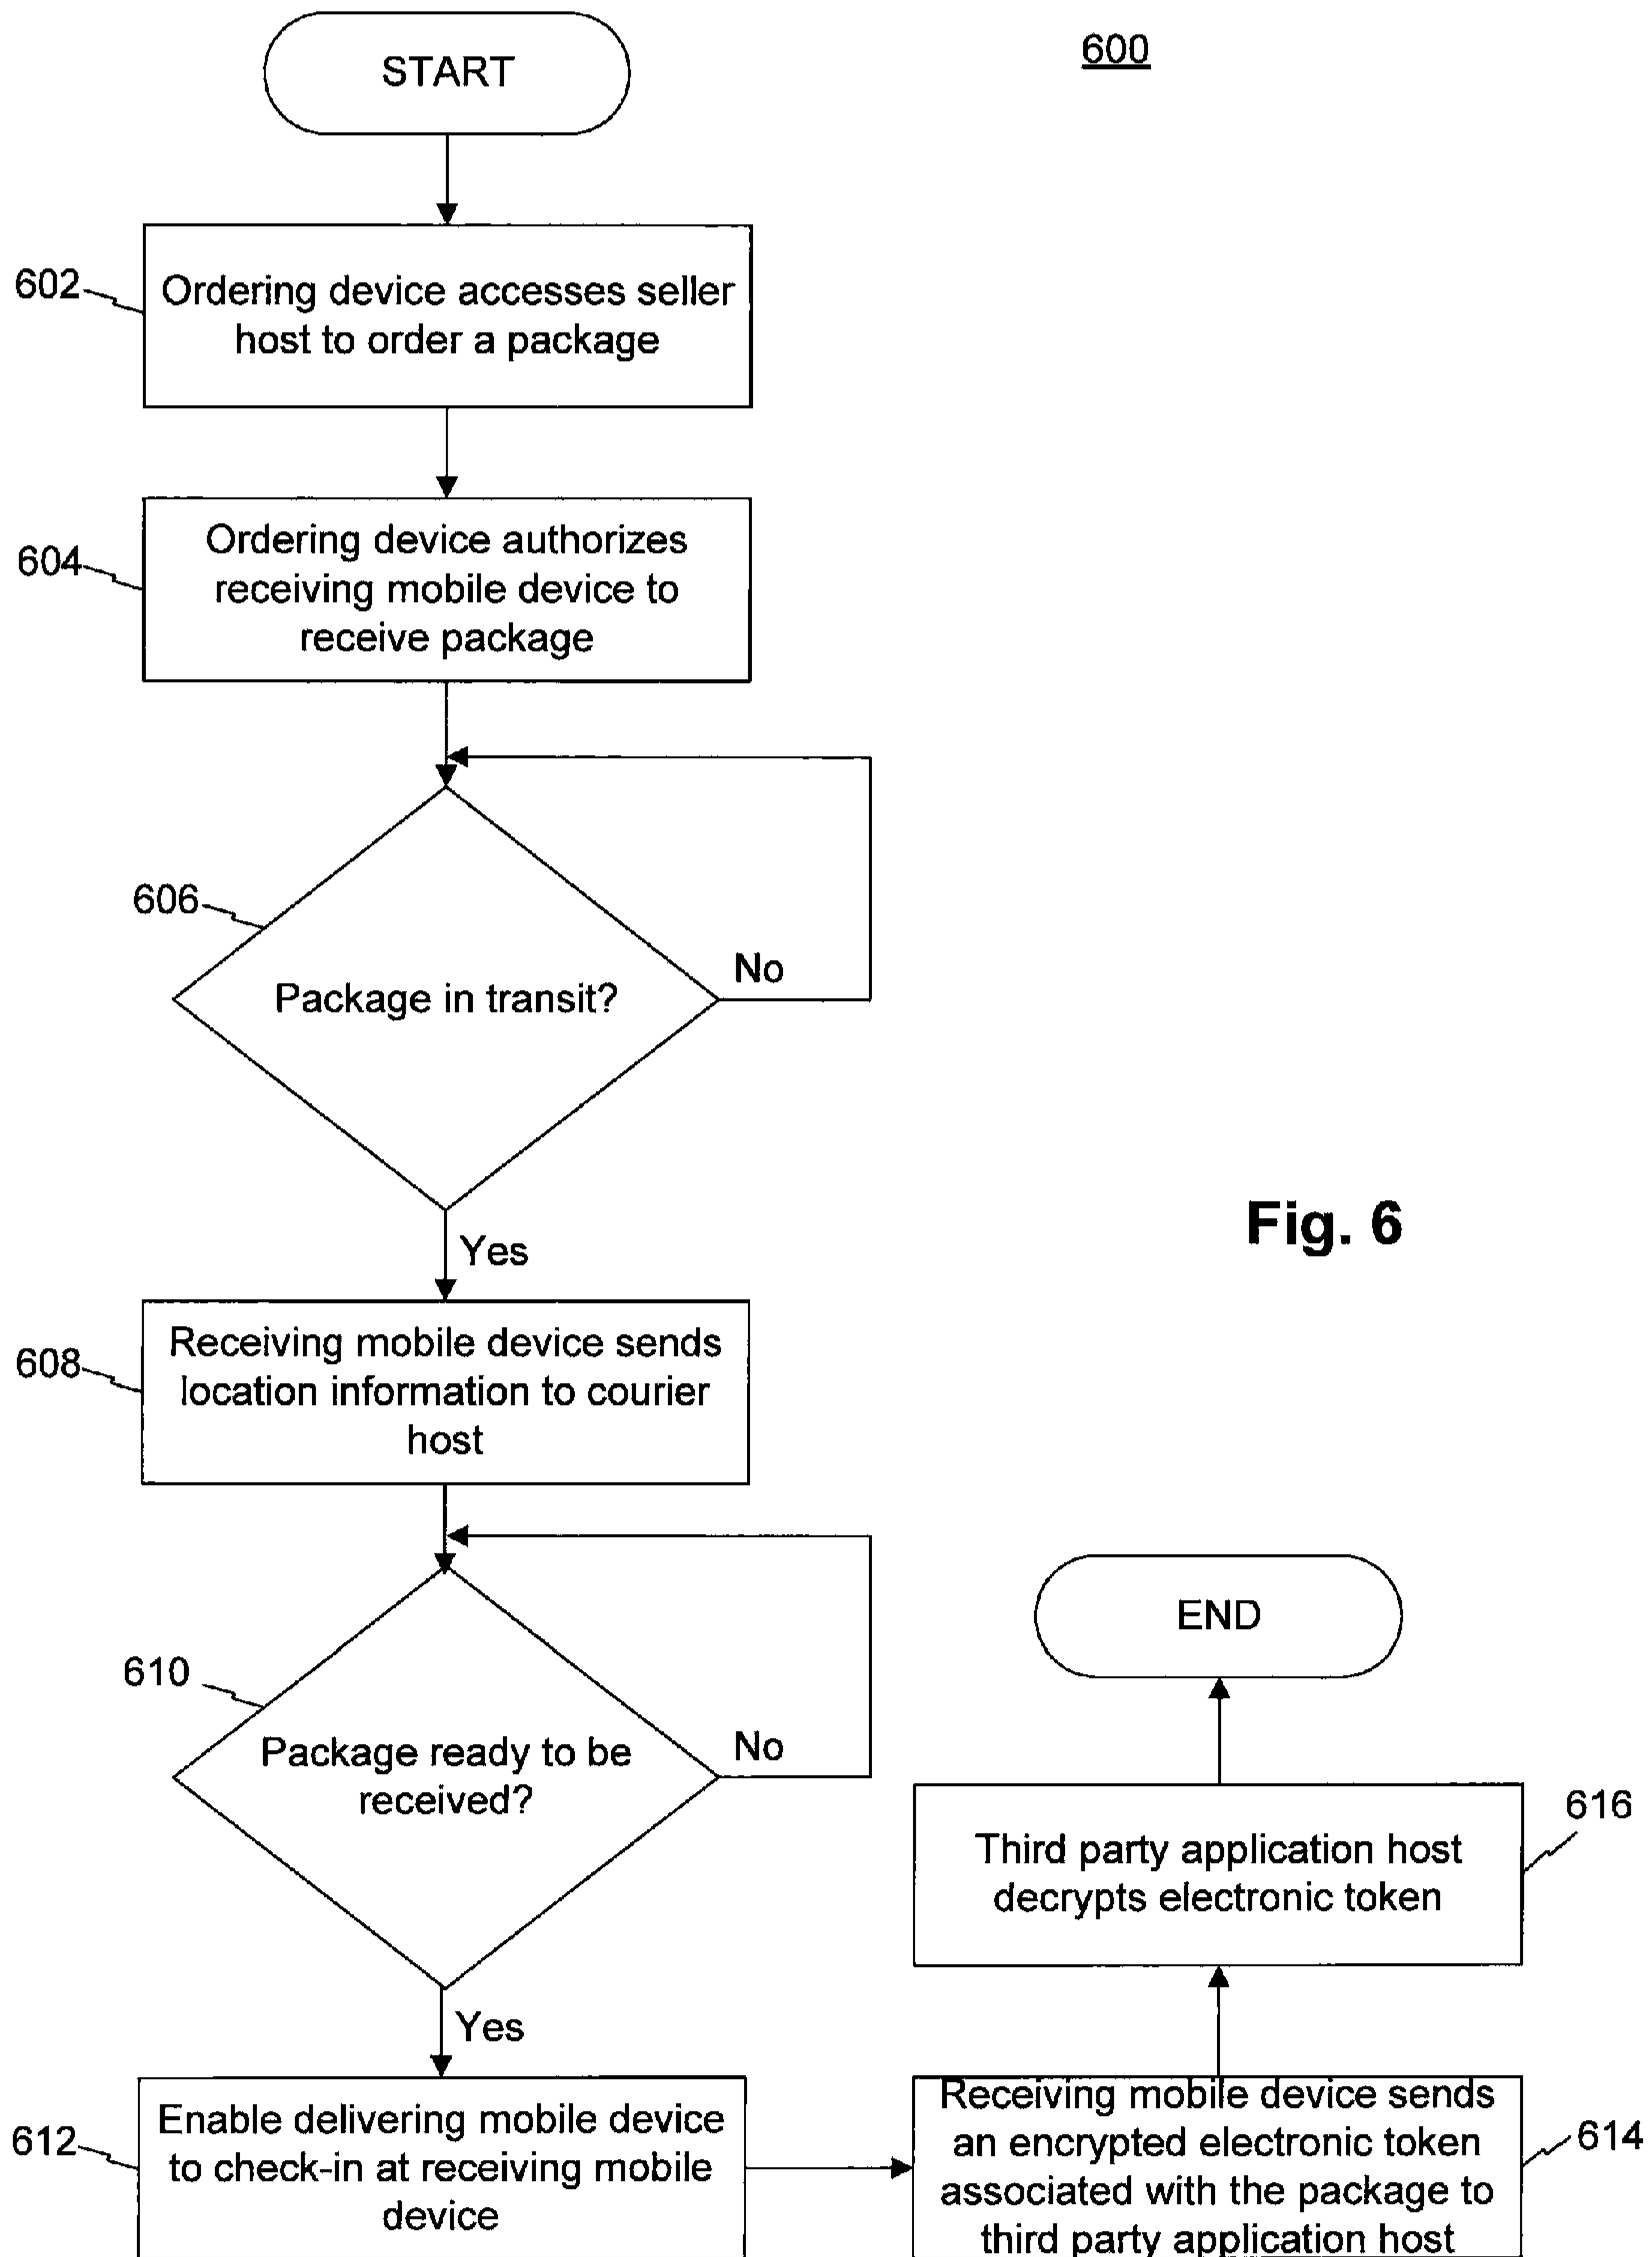 START
600
602
Ordering device accesses seller
host to order a package
604
Ordering device authorizes
receiving mobile device to
receive package
606
Package in transit?
No
Yes
Fig. 6
608
Receiving mobile device sends
location information to courier
host
610
Package ready to be
received?
No
Yes
612
Enable delivering mobile device
to check-in at receiving mobile
device
Receiving mobile device sends
an encrypted electronic token
associated with the package to
third party application host
614
Third party application host
decrypts electronic token
616
END